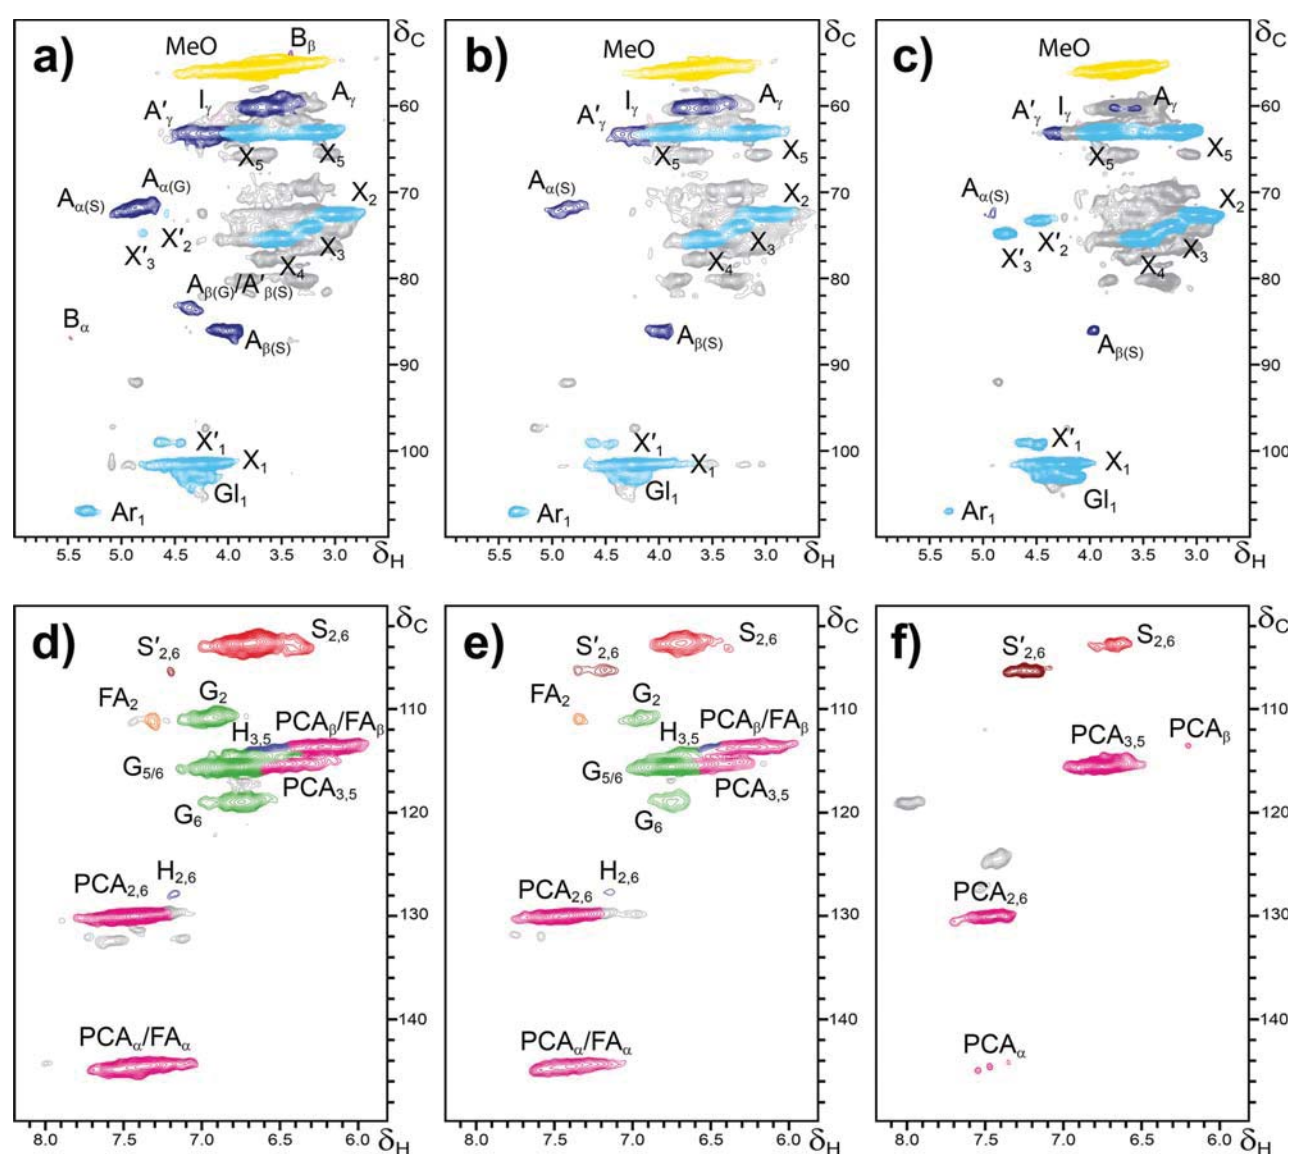 a)
MeO
Bβ
δC
A′γ
Iγ
Aγ
60
X5
X5
Aα(G)
70
Aα(S)
X2
X′2
X′3
X3
X4
80
Aβ(G)/A′β(S)
Bα
Aβ(S)
90
X′1
X1
100
Gl1
Ar1
5.5 5.0 4.5 4.0 3.5 3.0
δH
b)
MeO
δC
Iγ
Aγ
A′γ
60
X5
X5
Aα(S)
70
X2
X3
X4
80
Aβ(S)
90
X′1
X1
100
Gl1
Ar1
5.5 5.0 4.5 4.0 3.5 3.0
δH
c)
MeO
δC
A′γ
Iγ
Aγ
60
X5
X5
Aα(S)
70
X2
X′2
X′3
X3
X4
80
Aβ(S)
90
X′1
X1
100
Gl1
Ar1
5.5 5.0 4.5 4.0 3.5 3.0
δH
d)
δC
S2,6
S′2,6
FA2
G2
110
PCAβ/FAβ
H3,5
G5/6
PCA3,5
G6
120
H2,6
PCA2,6
130
PCAα/FAα
140
8.0 7.5 7.0 6.5 6.0
δH
e)
δC
S′2,6
S2,6
FA2
G2
110
H3,5
PCAβ/FAβ
G5/6
PCA3,5
G6
120
H2,6
PCA2,6
130
PCAα/FAα
140
8.0 7.5 7.0 6.5 6.0
δH
f)
δC
S′2,6
S2,6
110
PCA3,5
PCAβ
120
PCA2,6
130
PCAα
140
8.0 7.5 7.0 6.5 6.0
δH